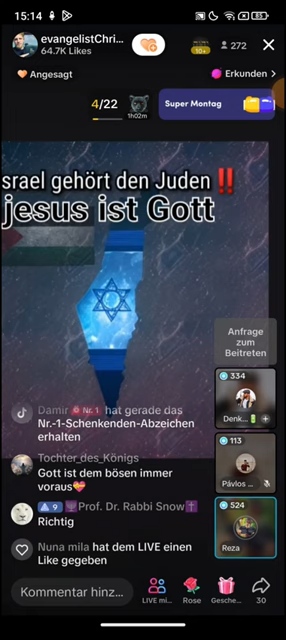 15:14
85
evangelistChri...
64.7K Likes
10+
272
Angesagt
Erkunden
4/22
1h02m
Super Montag
srael gehört den Juden ‼️
jesus ist Gott
Anfrage
zum
Beitreten
334
Denk...
Damir Nr. 1 hat gerade das
Nr.-1-Schenkenden-Abzeichen
erhalten
113
Pávlos ...
Tochter_des_Königs
Gott ist dem bösen immer
voraus💝
9 🕎Prof. Dr. Rabbi Snow✝️
Richtig
524
Reza
Nuna mila hat dem LIVE einen
Like gegeben
Kommentar hinz...
LIVE mi...
Rose
Gesche...
30